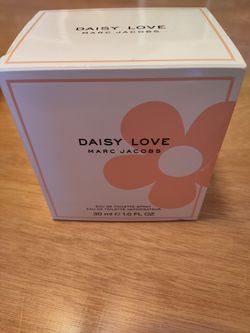 DAISY LOVE
MARC JACOBS
DAISY LOVE
MARC JACOBS
EAU DE TOILETTE SPRAY
EAU DE TOILETTE VAPORISATEUR
30 ml ℮ 1.0 FL OZ